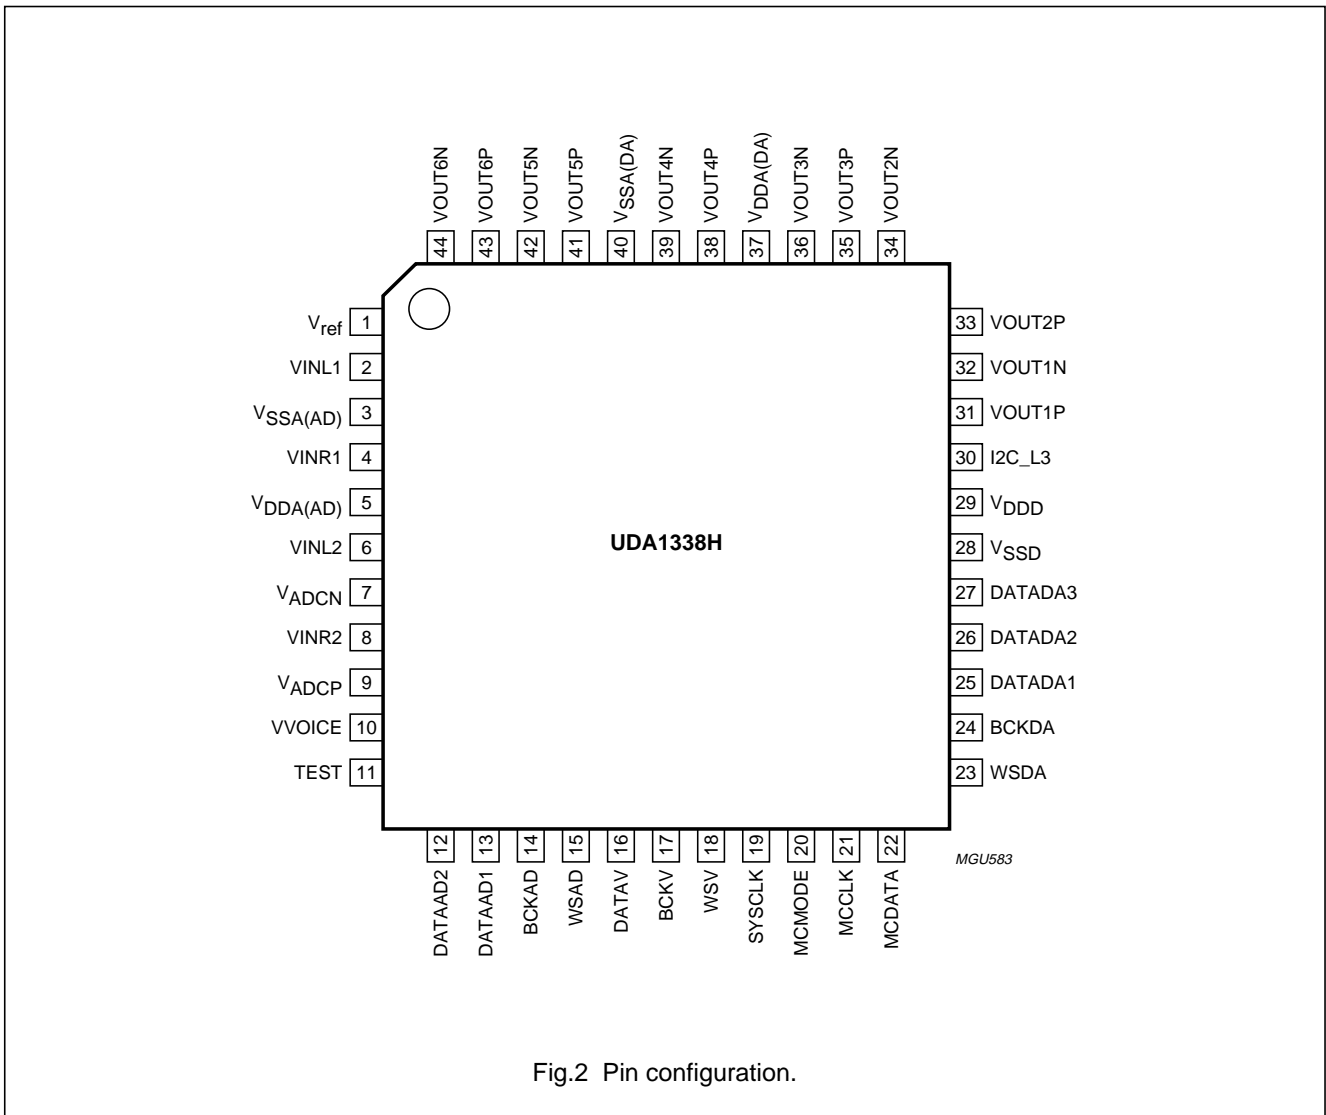 44 VOUT6N
43 VOUT6P
42 VOUT5N
41 VOUT5P
40 VSSA(DA)
39 VOUT4N
38 VOUT4P
37 VDDA(DA)
36 VOUT3N
35 VOUT3P
34 VOUT2N
Vref 1
VINL1 2
VSSA(AD) 3
VINR1 4
VDDA(AD) 5
VINL2 6
VADCN 7
VINR2 8
VADCP 9
VVOICE 10
TEST 11
UDA1338H
33 VOUT2P
32 VOUT1N
31 VOUT1P
30 I2C_L3
29 VDDD
28 VSSD
27 DATADA3
26 DATADA2
25 DATADA1
24 BCKDA
23 WSDA
DATAAD2 12
DATAAD1 13
BCKAD 14
WSAD 15
DATAV 16
BCKV 17
WSV 18
SYSCLK 19
MCMODE 20
MCCLK 21
MCDATA 22
MGU583
Fig.2 Pin configuration.